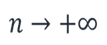 n → +∞